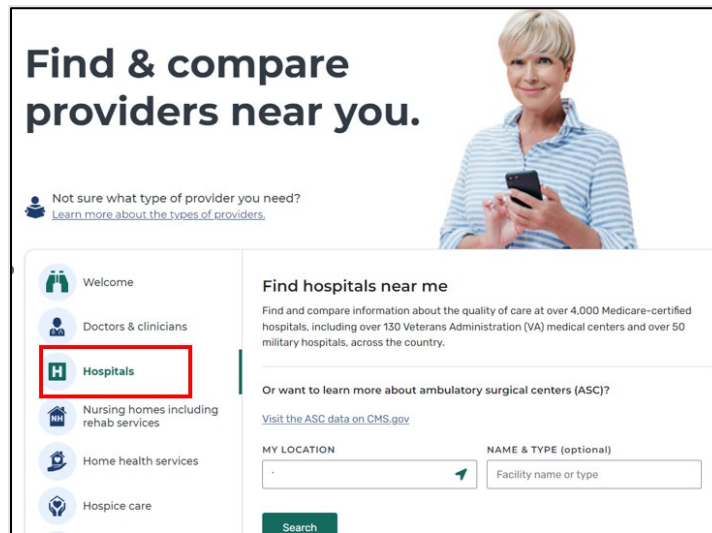 Find & compare
providers near you.
Not sure what type of provider you need?
Learn more about the types of providers.
Welcome
Doctors & clinicians
H
Hospitals
NH
Nursing homes including
rehab services
Home health services
Hospice care
Find hospitals near me
Find and compare information about the quality of care at over 4,000 Medicare-certified
hospitals, including over 130 Veterans Administration (VA) medical centers and over 50
military hospitals, across the country.
Or want to learn more about ambulatory surgical centers (ASC)?
Visit the ASC data on CMS.gov
MY LOCATION
NAME & TYPE (optional)
Facility name or type
Search